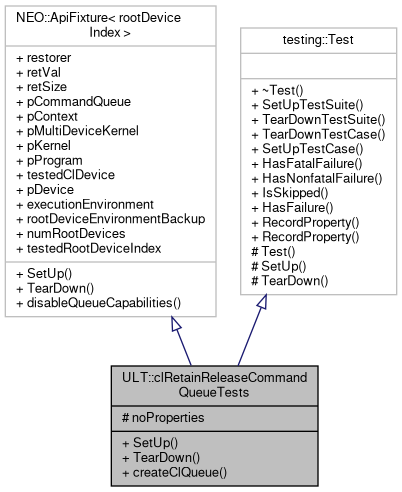 NEO::ApiFixture< rootDevice
Index >
+ restorer
+ retVal
+ retSize
+ pCommandQueue
+ pContext
+ pMultiDeviceKernel
+ pKernel
+ pProgram
+ testedClDevice
+ pDevice
+ executionEnvironment
+ rootDeviceEnvironmentBackup
+ numRootDevices
+ testedRootDeviceIndex
+ SetUp()
+ TearDown()
+ disableQueueCapabilities()
testing::Test
+ ~Test()
+ SetUpTestSuite()
+ TearDownTestSuite()
+ TearDownTestCase()
+ SetUpTestCase()
+ HasFatalFailure()
+ HasNonfatalFailure()
+ IsSkipped()
+ HasFailure()
+ RecordProperty()
+ RecordProperty()
# Test()
# SetUp()
# TearDown()
ULT::clRetainReleaseCommand
QueueTests
# noProperties
+ SetUp()
+ TearDown()
+ createClQueue()